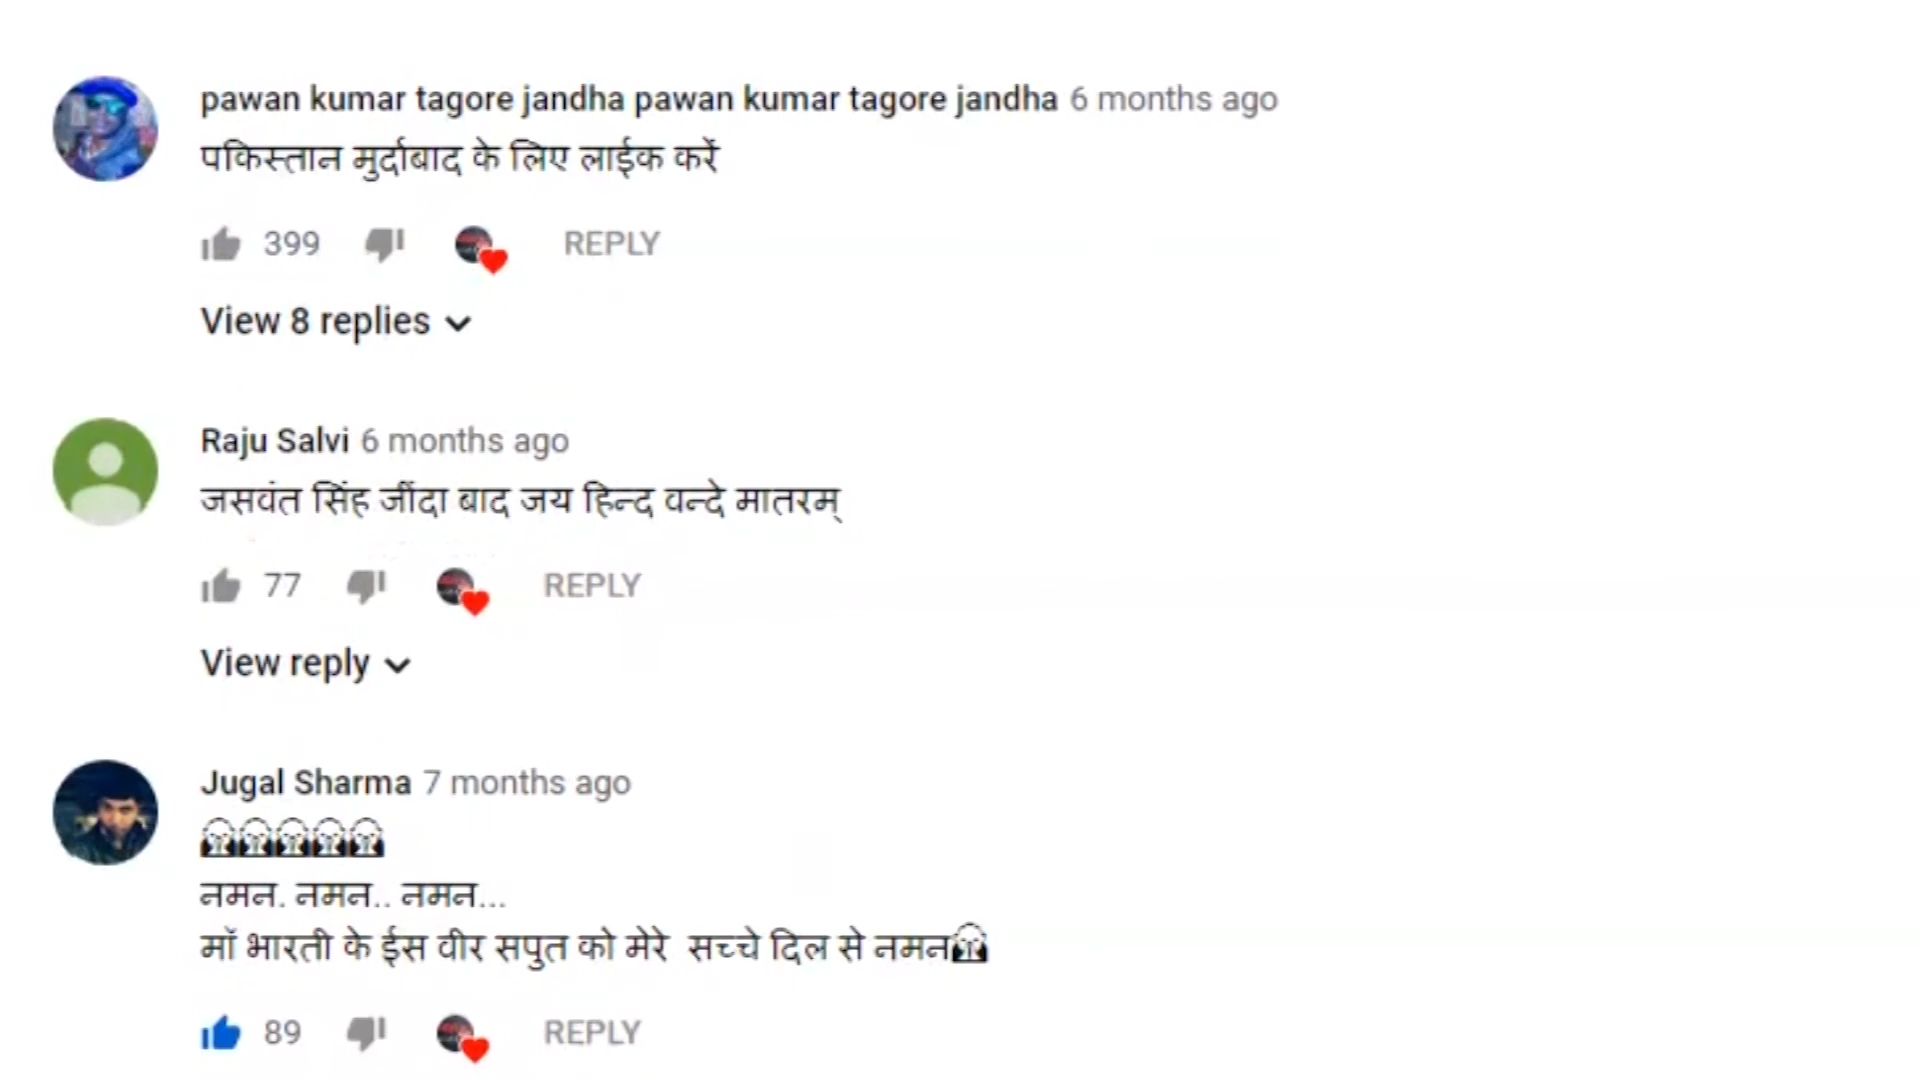 pawan kumar tagore jandha pawan kumar tagore jandha 6 months ago
पकिस्तान मुर्दाबाद के लिए लाईक करें
399 REPLY
View 8 replies
Raju Salvi 6 months ago
जसवंत सिंह जींदा बाद जय हिन्द वन्दे मातरम्
77 REPLY
View reply
Jugal Sharma 7 months ago
नमन. नमन.. नमन...
मॉ भारती के ईस वीर सपुत को मेरे सच्चे दिल से नमन
89 REPLY